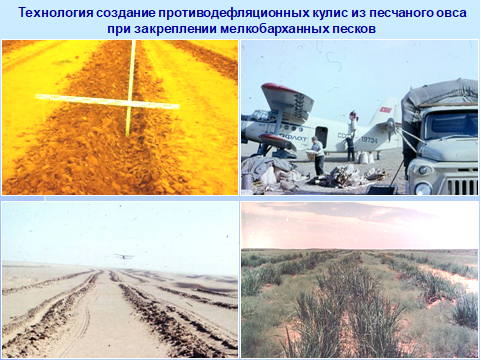 Технология создание противодефляционных кулис из песчаного овса
при закреплении мелкобарханных песков